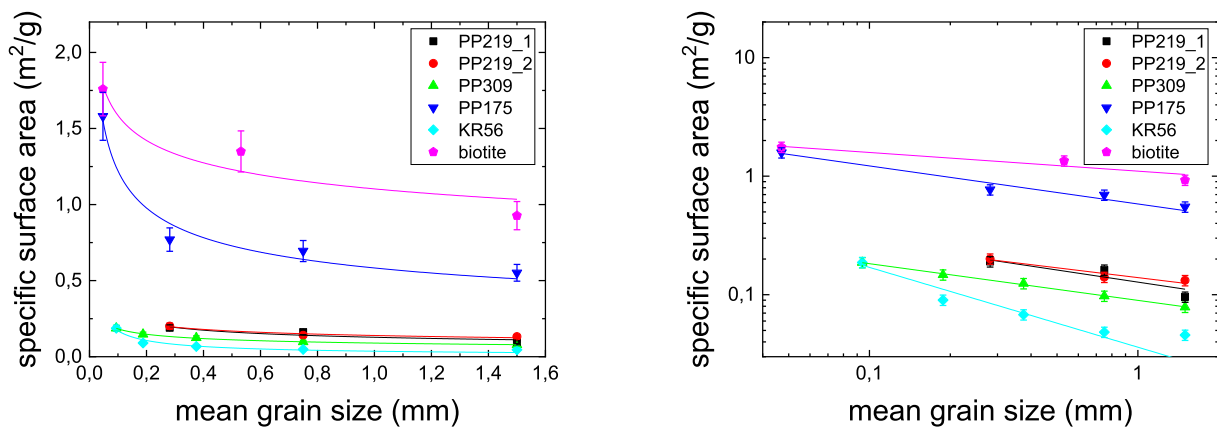 specific surface area (m²/g)
2,0
1,5
1,0
0,5
0,0
0,0 0,2 0,4 0,6 0,8 1,0 1,2 1,4 1,6
mean grain size (mm)
PP219_1
PP219_2
PP309
PP175
KR56
biotite
specific surface area (m²/g)
10
1
0,1
0,1 1
mean grain size (mm)
PP219_1
PP219_2
PP309
PP175
KR56
biotite